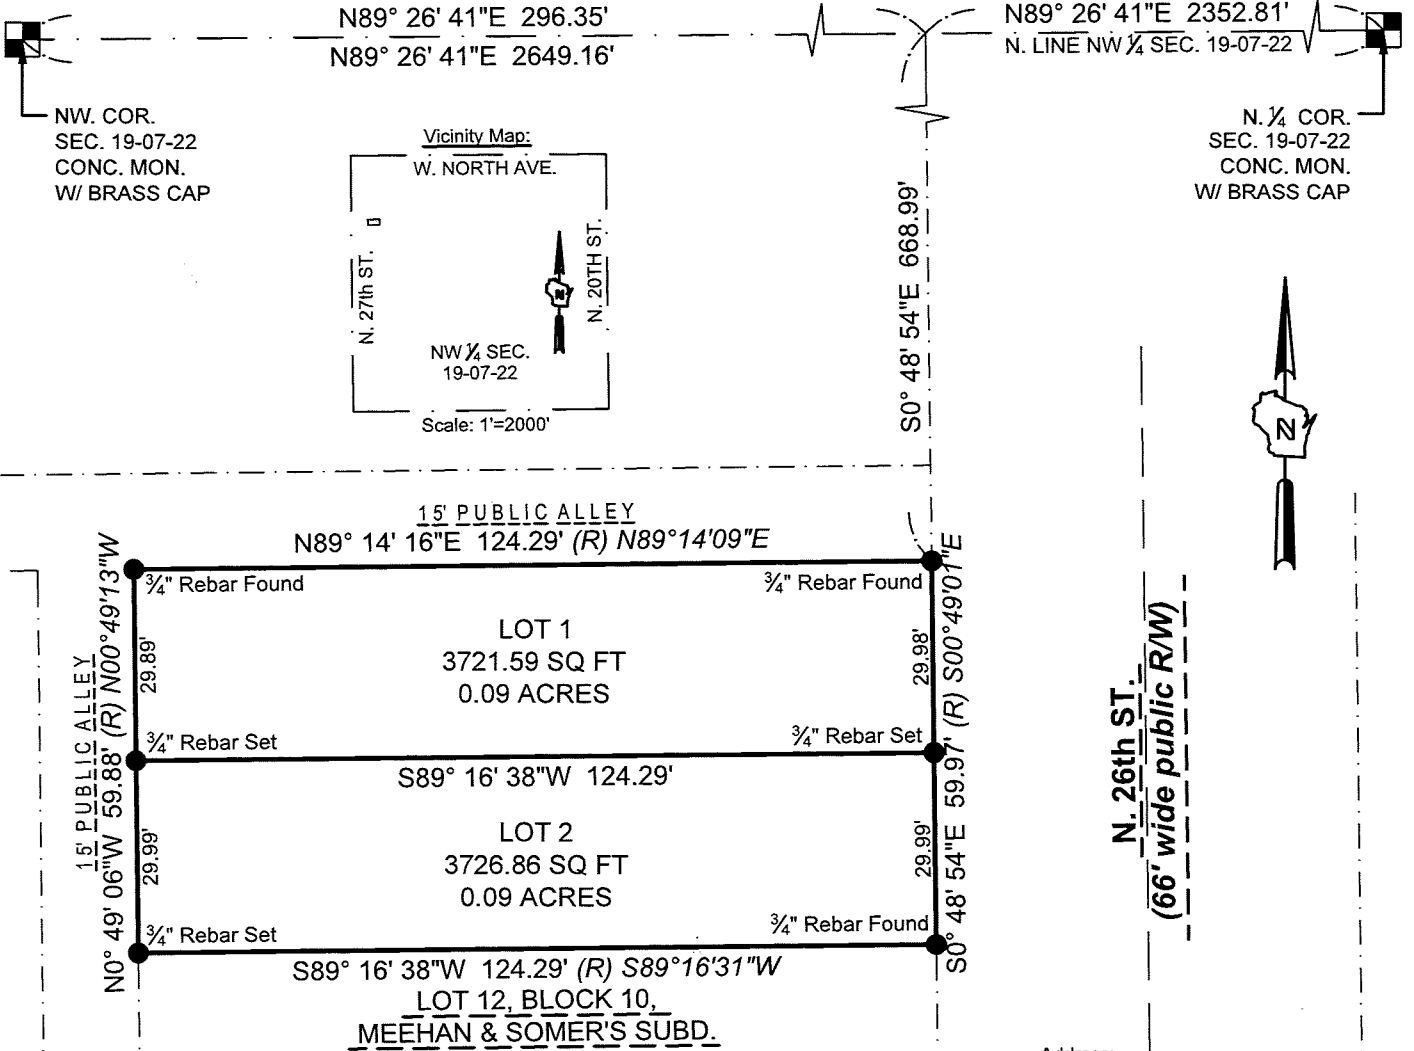 N89° 26' 41"E 296.35'
N89° 26' 41"E 2649.16'
N89° 26' 41"E 2352.81'
N. LINE NW ¼ SEC. 19-07-22
NW. COR.
SEC. 19-07-22
CONC. MON.
W/ BRASS CAP
N. ¼ COR.
SEC. 19-07-22
CONC. MON.
W/ BRASS CAP
Vicinity Map:
W. NORTH AVE.
N. 27th ST.
N. 20TH ST.
N
NW ¼ SEC.
19-07-22
Scale: 1'=2000'
S0° 48' 54"E 668.99'
N
15' PUBLIC ALLEY
N89° 14' 16"E 124.29' (R) N89°14'09"E
¾" Rebar Found
¾" Rebar Found
LOT 1
3721.59 SQ FT
0.09 ACRES
29.89'
29.98'
15' PUBLIC ALLEY
N0° 49' 06"W 59.88' (R) N00°49'13"W
S0° 48' 54"E 59.97' (R) S00°49'01"E
¾" Rebar Set
¾" Rebar Set
S89° 16' 38"W 124.29'
LOT 2
3726.86 SQ FT
0.09 ACRES
29.99'
29.99'
¾" Rebar Set
¾" Rebar Found
S89° 16' 38"W 124.29' (R) S89°16'31"W
LOT 12, BLOCK 10,
MEEHAN & SOMER'S SUBD.
N. 26th ST.
(66' wide public R/W)